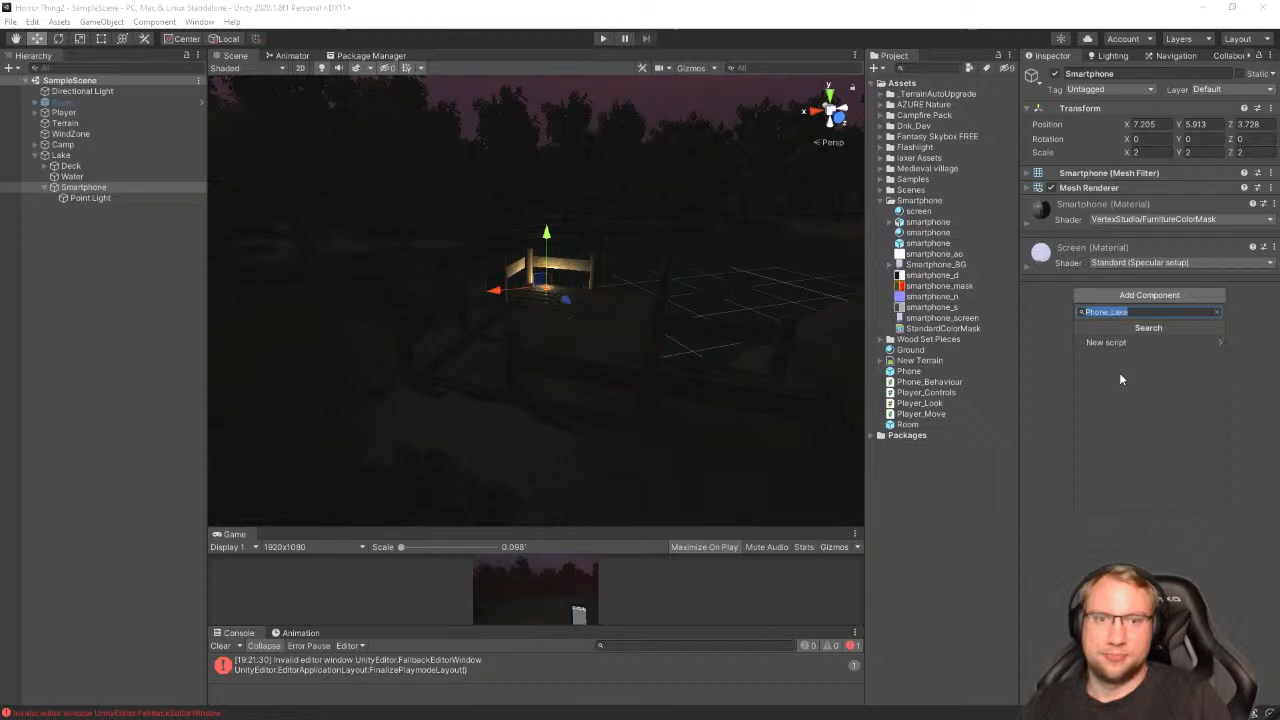 Horror Thing2 - SampleScene - PC, Mac & Linux Standalone - Unity 2020.1.8f1 Personal <DX11>
File Edit Assets GameObject Component Window Help
Center Local Account Layers Layout
Hierarchy
All
SampleScene
Directional Light
Room
Player
Terrain
WindZone
Camp
Lake
Deck
Water
Smartphone
Point Light
Scene Animator Package Manager
Shaded 2D Gizmos All
y
x
z
Persp
Game
Display 1 1920x1080 Scale 0.098 Maximize On Play Mute Audio Stats Gizmos
Console Animation
Clear Collapse Error Pause Editor 0 0 1
[19:21:30] Invalid editor window UnityEditor.FallbackEditorWindow
UnityEditor.EditorApplicationLayout:FinalizePlaymodeLayout()
1
Invalid editor window UnityEditor.FallbackEditorWindow
Project
9
Assets
_TerrainAutoUpgrade
AZURE Nature
Campfire Pack
Dnk_Dev
Fantasy Skybox FREE
Flashlight
laxer Assets
Medieval village
Samples
Scenes
Smartphone
screen
smartphone
smartphone
smartphone
smartphone_ao
Smartphone_BG
smartphone_d
smartphone_mask
smartphone_n
smartphone_s
smartphone_screen
StandardColorMask
Wood Set Pieces
Ground
New Terrain
Phone
Phone_Behaviour
Player_Controls
Player_Look
Player_Move
Room
Packages
Inspector Lighting Navigation Collabor
Smartphone Static
Tag Untagged Layer Default
Transform
Position X 7.205 Y 5.913 Z 3.728
Rotation X 0 Y 0 Z 0
Scale X 2 Y 2 Z 2
Smartphone (Mesh Filter)
Mesh Renderer
Smartphone (Material)
Shader VertexStudio/FurnitureColorMask
Screen (Material)
Shader Standard (Specular setup)
Add Component
Phone_Lake
Search
New script